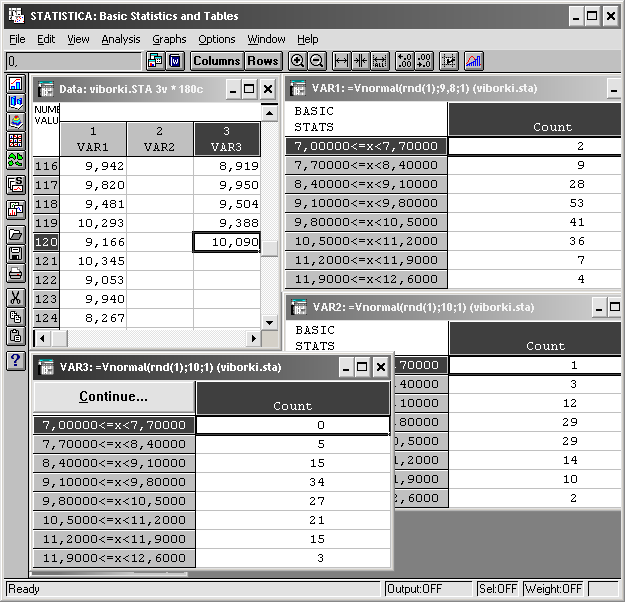 STATISTICA: Basic Statistics and Tables
File Edit View Analysis Graphs Options Window Help
0,
Columns Rows
Data: viborki.STA 3v * 180c
NUME
VALU
1 2 3
VAR1 VAR2 VAR3
116 9,942 8,919
117 9,820 9,950
118 9,481 9,504
119 10,293 9,388
120 9,166 10,090
121 10,345
122 9,053
123 9,940
124 8,267
VAR1: =Vnormal(rnd(1);9,8;1) (viborki.sta)
BASIC
STATS
Count
7,00000<=x<7,70000 2
7,70000<=x<8,40000 9
8,40000<=x<9,10000 28
9,10000<=x<9,80000 53
9,80000<=x<10,5000 41
10,5000<=x<11,2000 36
11,2000<=x<11,9000 7
11,9000<=x<12,6000 4
VAR2: =Vnormal(rnd(1);10;1) (viborki.sta)
BASIC
STATS
Count
,70000 1
,40000 3
,10000 12
,80000 29
0,5000 29
1,2000 14
1,9000 10
2,6000 2
VAR3: =Vnormal(rnd(1);10;1) (viborki.sta)
Continue...
Count
7,00000<=x<7,70000 0
7,70000<=x<8,40000 5
8,40000<=x<9,10000 15
9,10000<=x<9,80000 34
9,80000<=x<10,5000 27
10,5000<=x<11,2000 21
11,2000<=x<11,9000 15
11,9000<=x<12,6000 3
Ready
Output:OFF
Sel:OFF
Weight:OFF